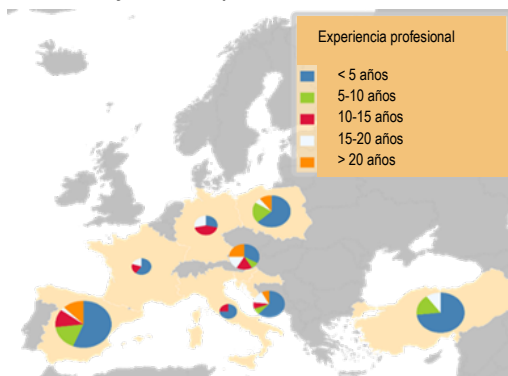 Experiencia profesional
< 5 años
5-10 años
10-15 años
15-20 años
> 20 años